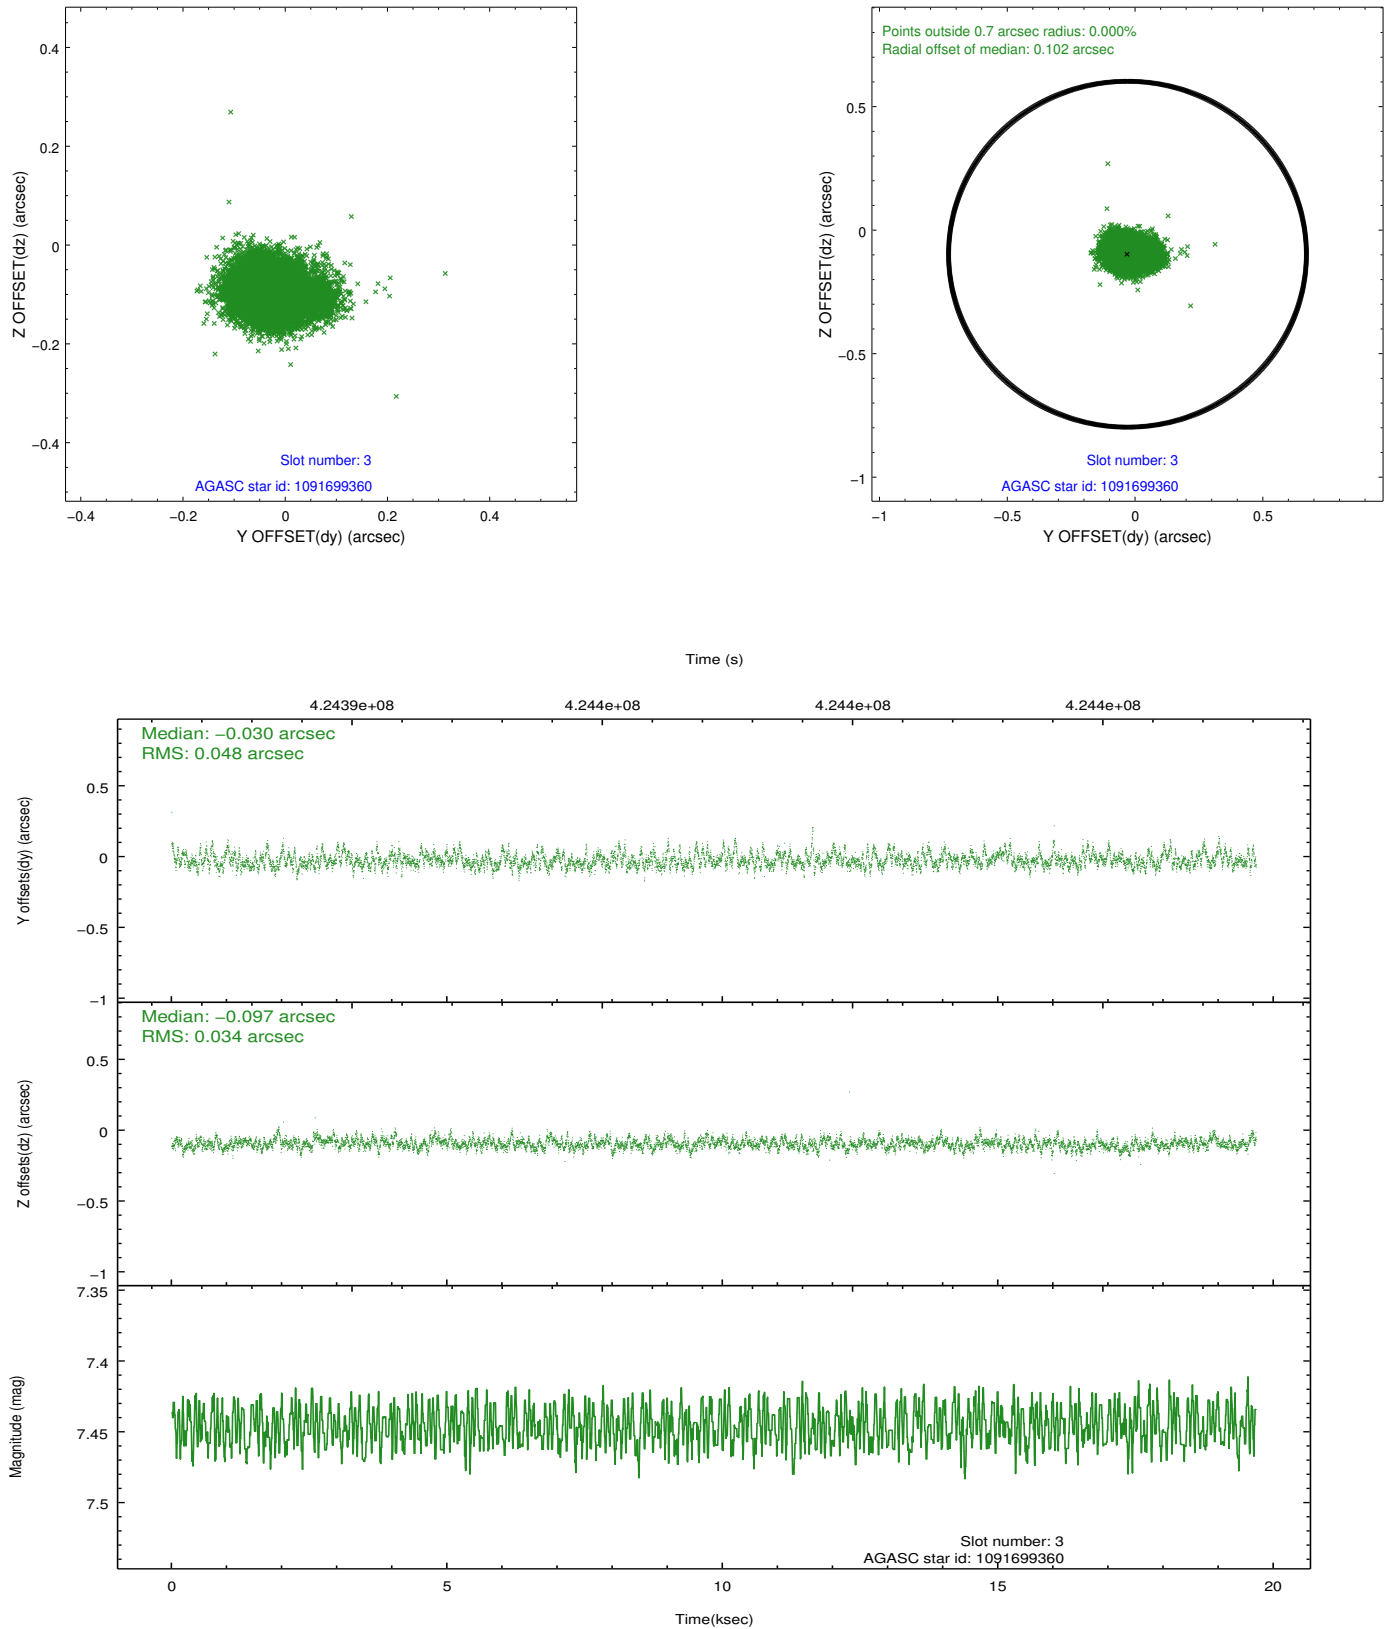 0.4
0.2
0
−0.2
−0.4
Z OFFSET(dz) (arcsec)
Slot number: 3
AGASC star id: 1091699360
−0.4 −0.2 0 0.2 0.4
Y OFFSET(dy) (arcsec)
Points outside 0.7 arcsec radius: 0.000%
Radial offset of median: 0.102 arcsec
0.5
0
−0.5
−1
Z OFFSET(dz) (arcsec)
Slot number: 3
AGASC star id: 1091699360
−1 −0.5 0 0.5
Y OFFSET(dy) (arcsec)
Time (s)
4.2439e+08 4.244e+08 4.244e+08 4.244e+08
Median: −0.030 arcsec
RMS: 0.048 arcsec
0.5
0
−0.5
−1
Y offsets(dy) (arcsec)
Median: −0.097 arcsec
RMS: 0.034 arcsec
0.5
0
−0.5
−1
Z offsets(dz) (arcsec)
7.35
7.4
7.45
7.5
Magnitude (mag)
Slot number: 3
AGASC star id: 1091699360
0 5 10 15 20
Time(ksec)